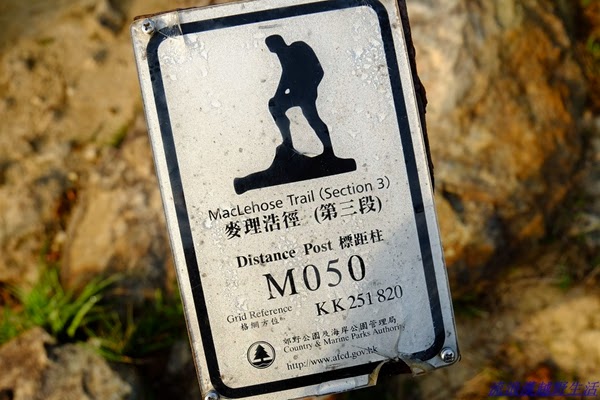 MacLehose Trail (Section 3)
麥理浩徑 (第三段)
Distance Post 標距柱
M050
Grid Reference
格網方位
KK251 820
郊野公園及海岸公園管理局
Country & Marine Parks Authority
http://www.afcd.gov.hk